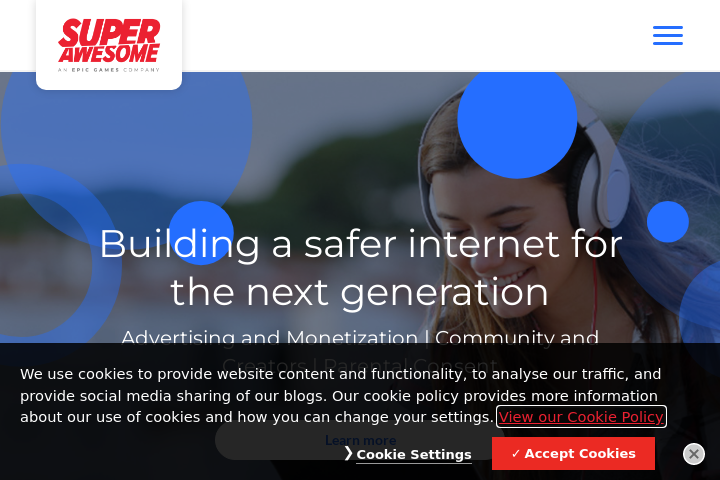 SUPER
AWESOME
AN EPIC GAMES COMPANY
Building a safer internet for
the next generation
Advertising and Monetization | Community and
Creators | Parental Consent
We use cookies to provide website content and functionality, to analyse our traffic, and
provide social media sharing of our blogs. Our cookie policy provides more information
about our use of cookies and how you can change your settings. View our Cookie Policy
Learn more
❯ Cookie Settings
✓ Accept Cookies